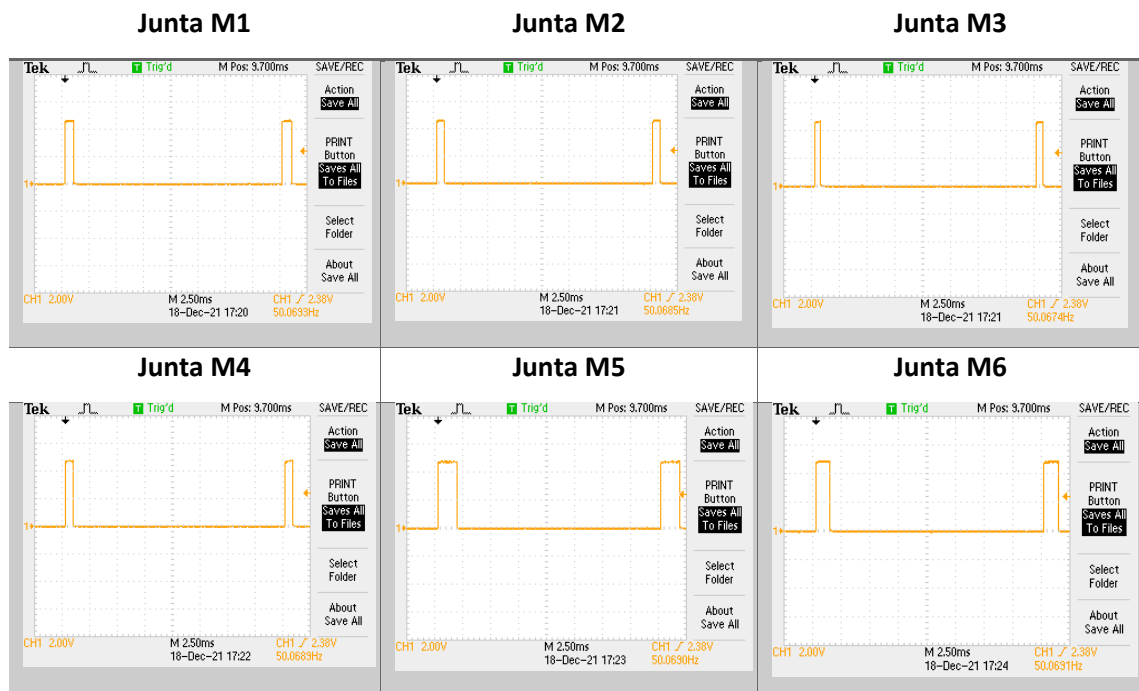 Junta M1
Junta M2
Junta M3
Tek
T Trig'd
M Pos: 9.700ms
SAVE/REC
Action
Save All
PRINT
Button
Saves All
To Files
Select
Folder
About
Save All
1
CH1 2.00V
M 2.50ms
CH1 2.38V
18-Dec-21 17:20
50.0693Hz
Tek
T Trig'd
M Pos: 9.700ms
SAVE/REC
Action
Save All
PRINT
Button
Saves All
To Files
Select
Folder
About
Save All
1
CH1 2.00V
M 2.50ms
CH1 2.38V
18-Dec-21 17:21
50.0685Hz
Tek
T Trig'd
M Pos: 9.700ms
SAVE/REC
Action
Save All
PRINT
Button
Saves All
To Files
Select
Folder
About
Save All
1
CH1 2.00V
M 2.50ms
CH1 2.38V
18-Dec-21 17:21
50.0674Hz
Junta M4
Junta M5
Junta M6
Tek
T Trig'd
M Pos: 9.700ms
SAVE/REC
Action
Save All
PRINT
Button
Saves All
To Files
Select
Folder
About
Save All
1
CH1 2.00V
M 2.50ms
CH1 2.38V
18-Dec-21 17:22
50.0689Hz
Tek
T Trig'd
M Pos: 9.700ms
SAVE/REC
Action
Save All
PRINT
Button
Saves All
To Files
Select
Folder
About
Save All
1
CH1 2.00V
M 2.50ms
CH1 2.38V
18-Dec-21 17:23
50.0690Hz
Tek
T Trig'd
M Pos: 9.700ms
SAVE/REC
Action
Save All
PRINT
Button
Saves All
To Files
Select
Folder
About
Save All
1
CH1 2.00V
M 2.50ms
CH1 2.38V
18-Dec-21 17:24
50.0691Hz